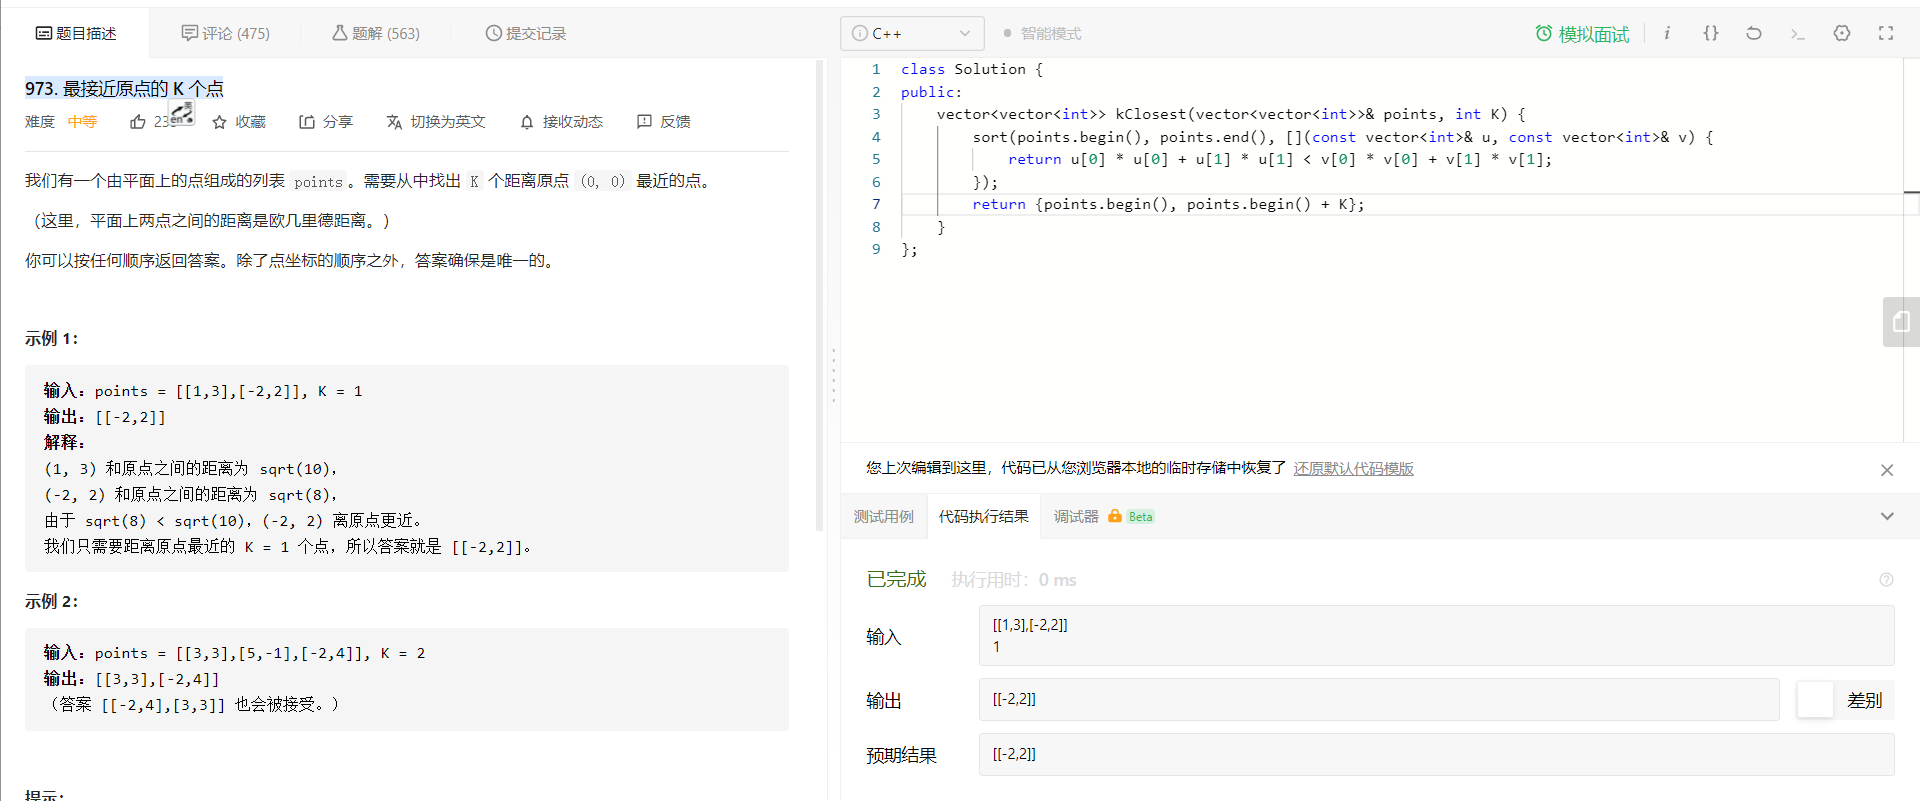 题目描述
评论 (475)
题解 (563)
提交记录
973. 最接近原点的 K 个点
难度 中等
收藏
分享
切换为英文
接收动态
反馈
我们有一个由平面上的点组成的列表 points。需要从中找出 K 个距离原点 (0, 0) 最近的点。
（这里，平面上两点之间的距离是欧几里德距离。）
你可以按任何顺序返回答案。除了点坐标的顺序之外，答案确保是唯一的。
示例 1：
输入：points = [[1,3],[-2,2]], K = 1
输出：[[-2,2]]
解释：
(1, 3) 和原点之间的距离为 sqrt(10)，
(-2, 2) 和原点之间的距离为 sqrt(8)，
由于 sqrt(8) < sqrt(10)，(-2, 2) 离原点更近。
我们只需要距离原点最近的 K = 1 个点，所以答案就是 [[-2,2]]。
示例 2：
输入：points = [[3,3],[5,-1],[-2,4]], K = 2
输出：[[3,3],[-2,4]]
（答案 [[-2,4],[3,3]] 也会被接受。）
提示：
C++
智能模式
模拟面试
1 class Solution {
2 public:
3 vector<vector<int>> kClosest(vector<vector<int>>& points, int K) {
4 sort(points.begin(), points.end(), [](const vector<int>& u, const vector<int>& v) {
5 return u[0] * u[0] + u[1] * u[1] < v[0] * v[0] + v[1] * v[1];
6 });
7 return {points.begin(), points.begin() + K};
8 }
9 };
您上次编辑到这里，代码已从您浏览器本地的临时存储中恢复了 还原默认代码模版
测试用例
代码执行结果
调试器 Beta
已完成 执行用时：0 ms
输入
[[1,3],[-2,2]]
1
输出
[[-2,2]]
差别
预期结果
[[-2,2]]